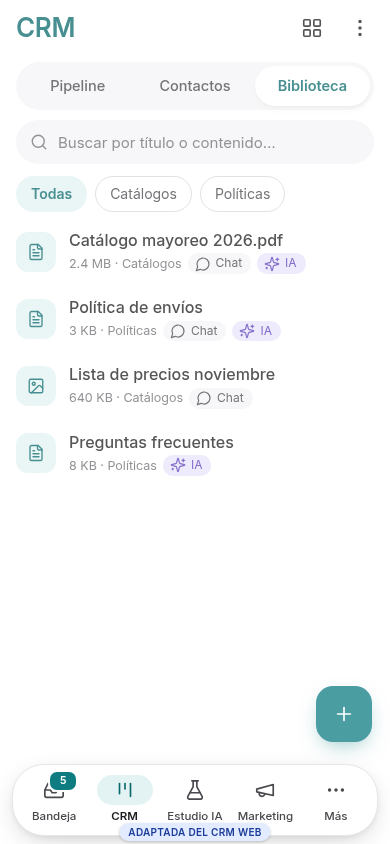 CRM
Pipeline Contactos Biblioteca
Buscar por título o contenido...
Todas Catálogos Políticas
Catálogo mayoreo 2026.pdf
2.4 MB · Catálogos Chat IA
Política de envíos
3 KB · Políticas Chat IA
Lista de precios noviembre
640 KB · Catálogos Chat
Preguntas frecuentes
8 KB · Políticas IA
5
Bandeja CRM Estudio IA Marketing Más
ADAPTADA DEL CRM WEB